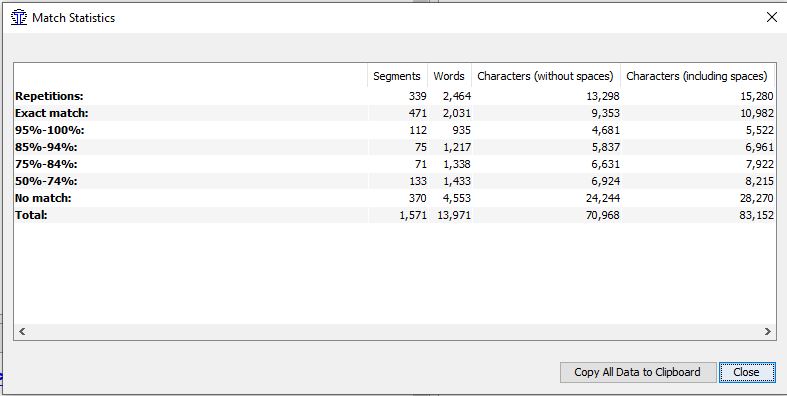 Match Statistics
Segments Words Characters (without spaces) Characters (including spaces)
Repetitions: 339 2,464 13,298 15,280
Exact match: 471 2,031 9,353 10,982
95%-100%: 112 935 4,681 5,522
85%-94%: 75 1,217 5,837 6,961
75%-84%: 71 1,338 6,631 7,922
50%-74%: 133 1,433 6,924 8,215
No match: 370 4,553 24,244 28,270
Total: 1,571 13,971 70,968 83,152
Copy All Data to Clipboard Close